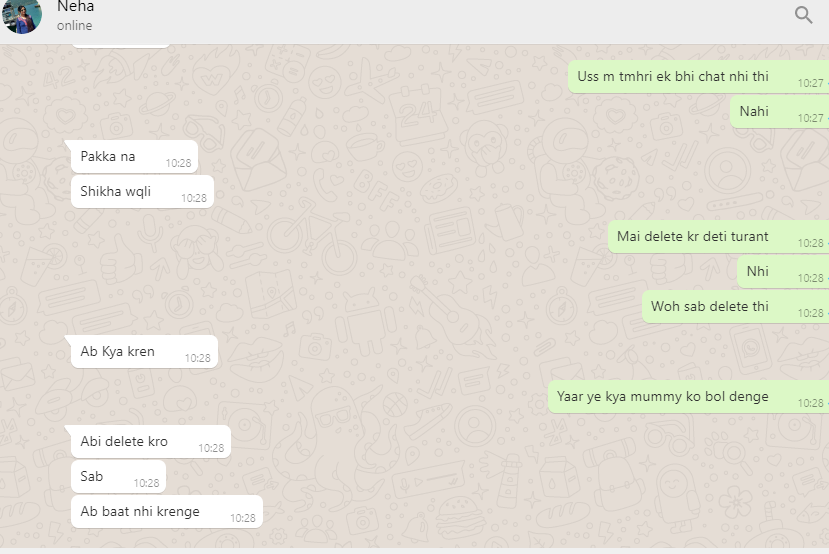 Neha
online
Uss m tmhri ek bhi chat nhi thi 10:27
Nahi 10:27
Pakka na 10:28
Shikha wqli 10:28
Mai delete kr deti turant 10:28
Nhi 10:28
Woh sab delete thi 10:28
Ab Kya kren 10:28
Yaar ye kya mummy ko bol denge 10:28
Abi delete kro 10:28
Sab 10:28
Ab baat nhi krenge 10:28